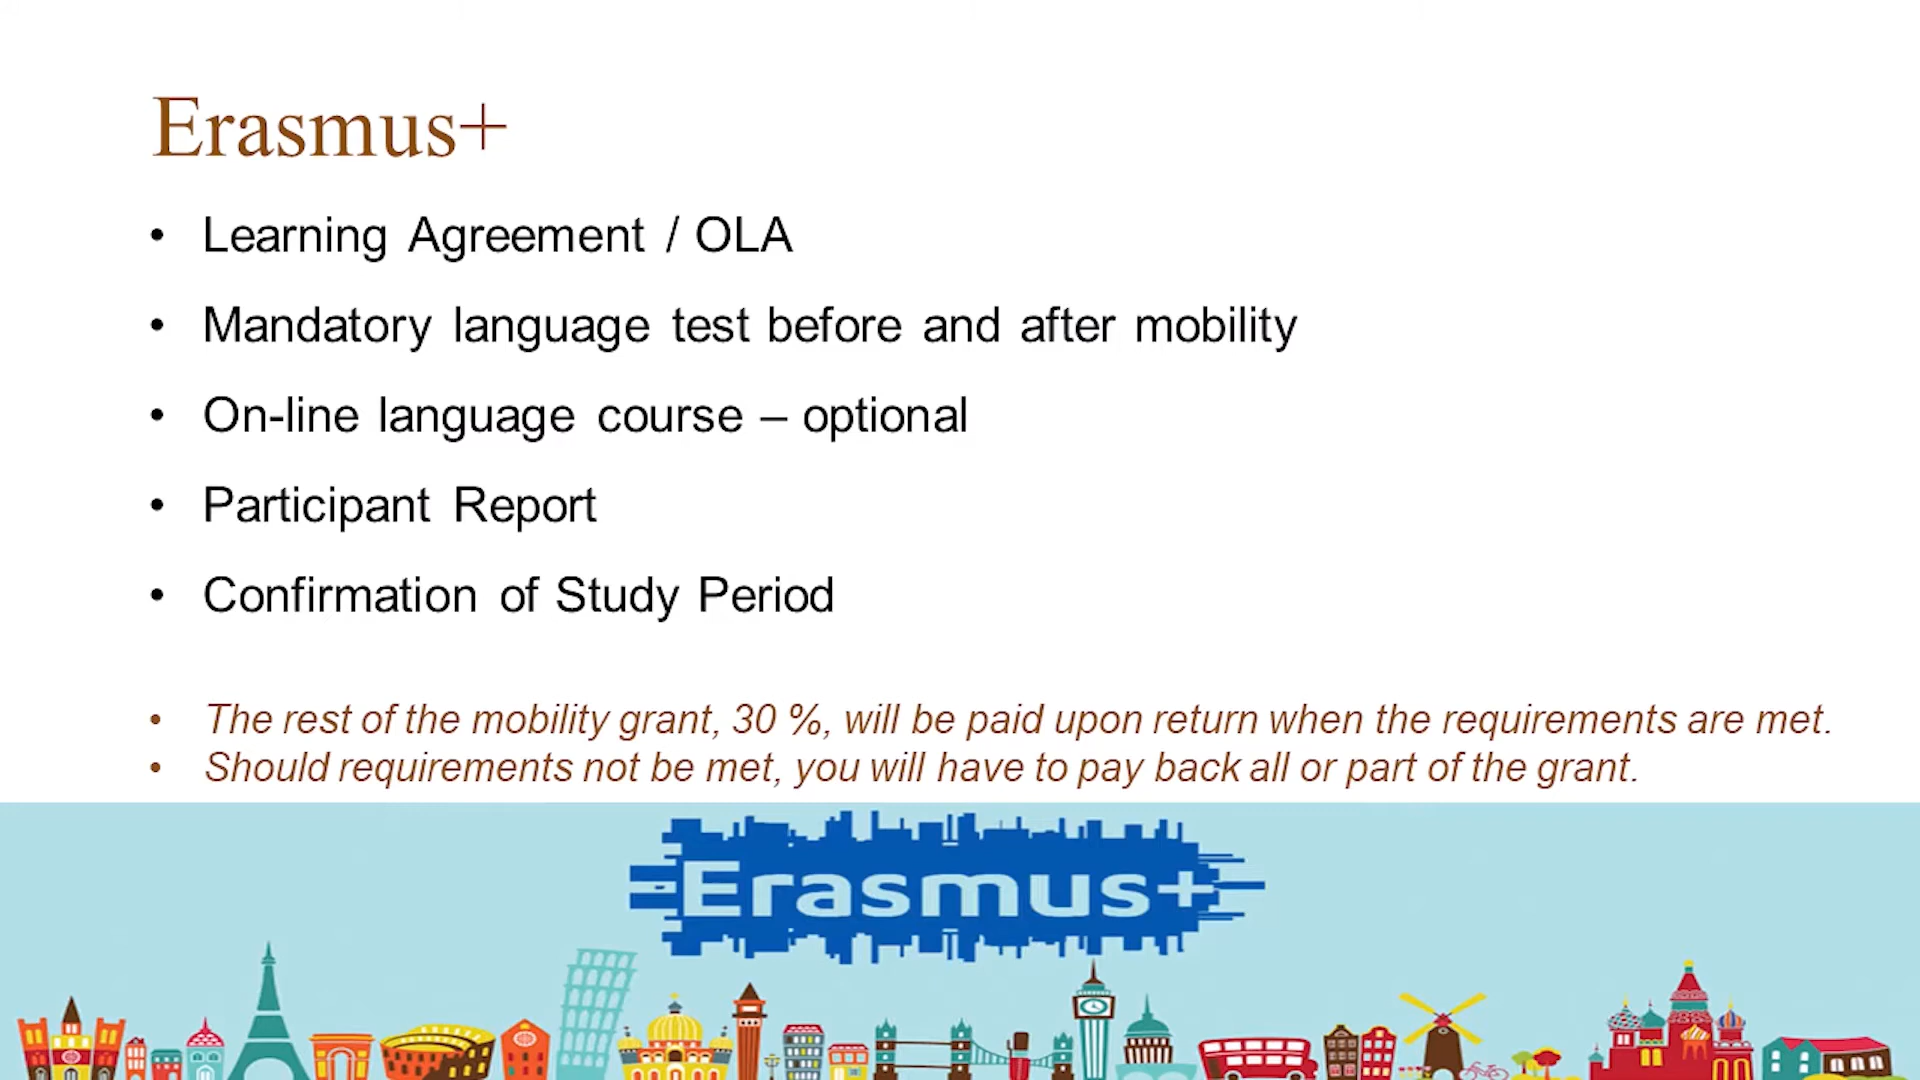 Erasmus+
• Learning Agreement / OLA
• Mandatory language test before and after mobility
• On-line language course – optional
• Participant Report
• Confirmation of Study Period
• The rest of the mobility grant, 30 %, will be paid upon return when the requirements are met.
• Should requirements not be met, you will have to pay back all or part of the grant.
Erasmus+